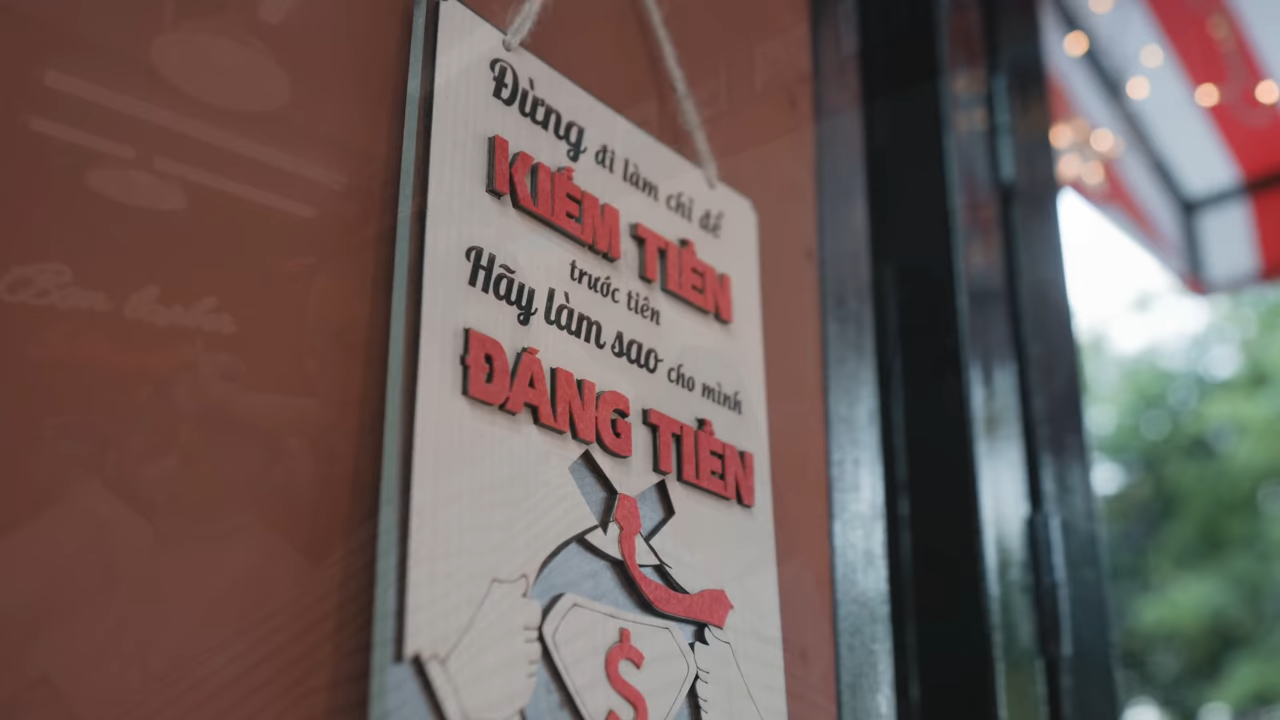 Đừng đi làm chỉ để
KIẾM TIỀN
trước tiên
Hãy làm sao cho mình
ĐÁNG TIỀN
$